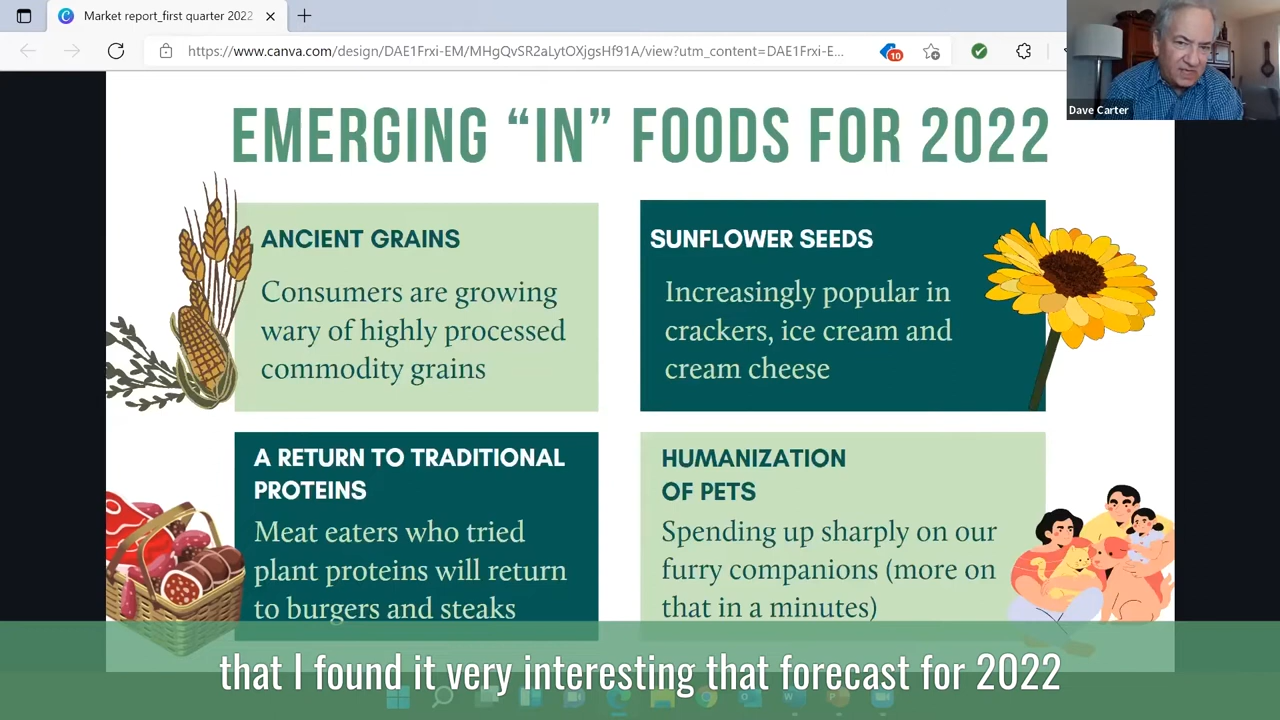 Market report_first quarter 2022
https://www.canva.com/design/DAE1Frxi-EM/MHgQvSR2aLytOXjgsHf91A/view?utm_content=DAE1Frxi-E...
10
Dave Carter
EMERGING “IN” FOODS FOR 2022
ANCIENT GRAINS
Consumers are growing
wary of highly processed
commodity grains
SUNFLOWER SEEDS
Increasingly popular in
crackers, ice cream and
cream cheese
A RETURN TO TRADITIONAL
PROTEINS
Meat eaters who tried
plant proteins will return
to burgers and steaks
HUMANIZATION
OF PETS
Spending up sharply on our
furry companions (more on
that in a minutes)
that I found it very interesting that forecast for 2022